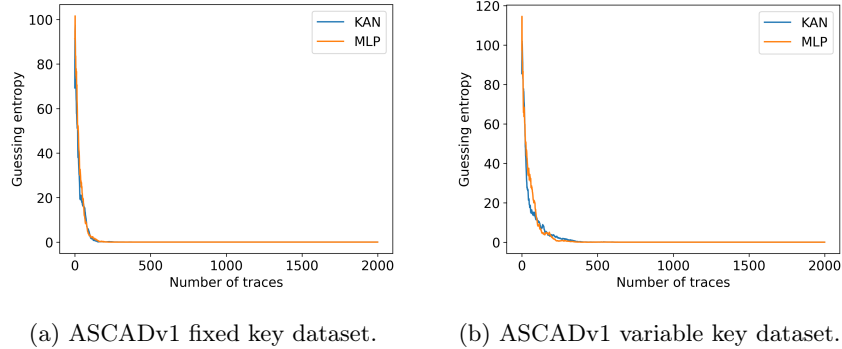 100
80
60
40
20
0
Guessing entropy
KAN
MLP
0
500
1000
1500
2000
Number of traces
(a) ASCADv1 fixed key dataset.
120
100
80
60
40
20
0
Guessing entropy
KAN
MLP
0
500
1000
1500
2000
Number of traces
(b) ASCADv1 variable key dataset.